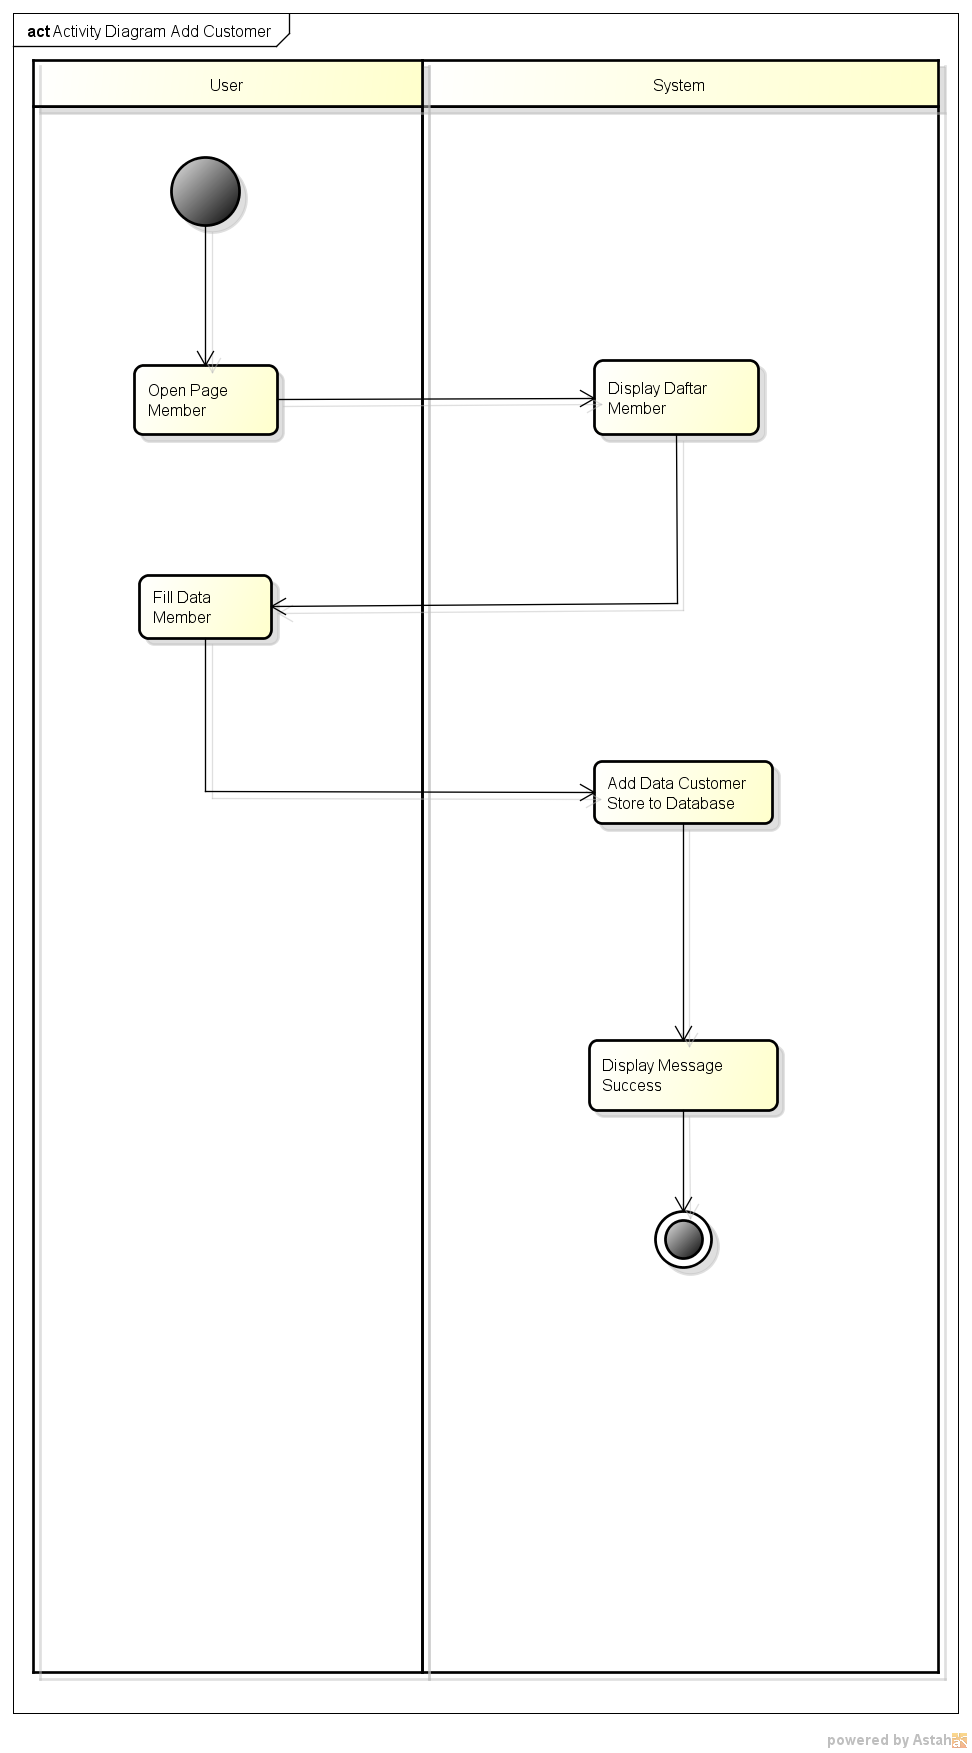 act Activity Diagram Add Customer
User
System
Open Page
Member
Display Daftar
Member
Fill Data
Member
Add Data Customer
Store to Database
Display Message
Success
powered by Astah